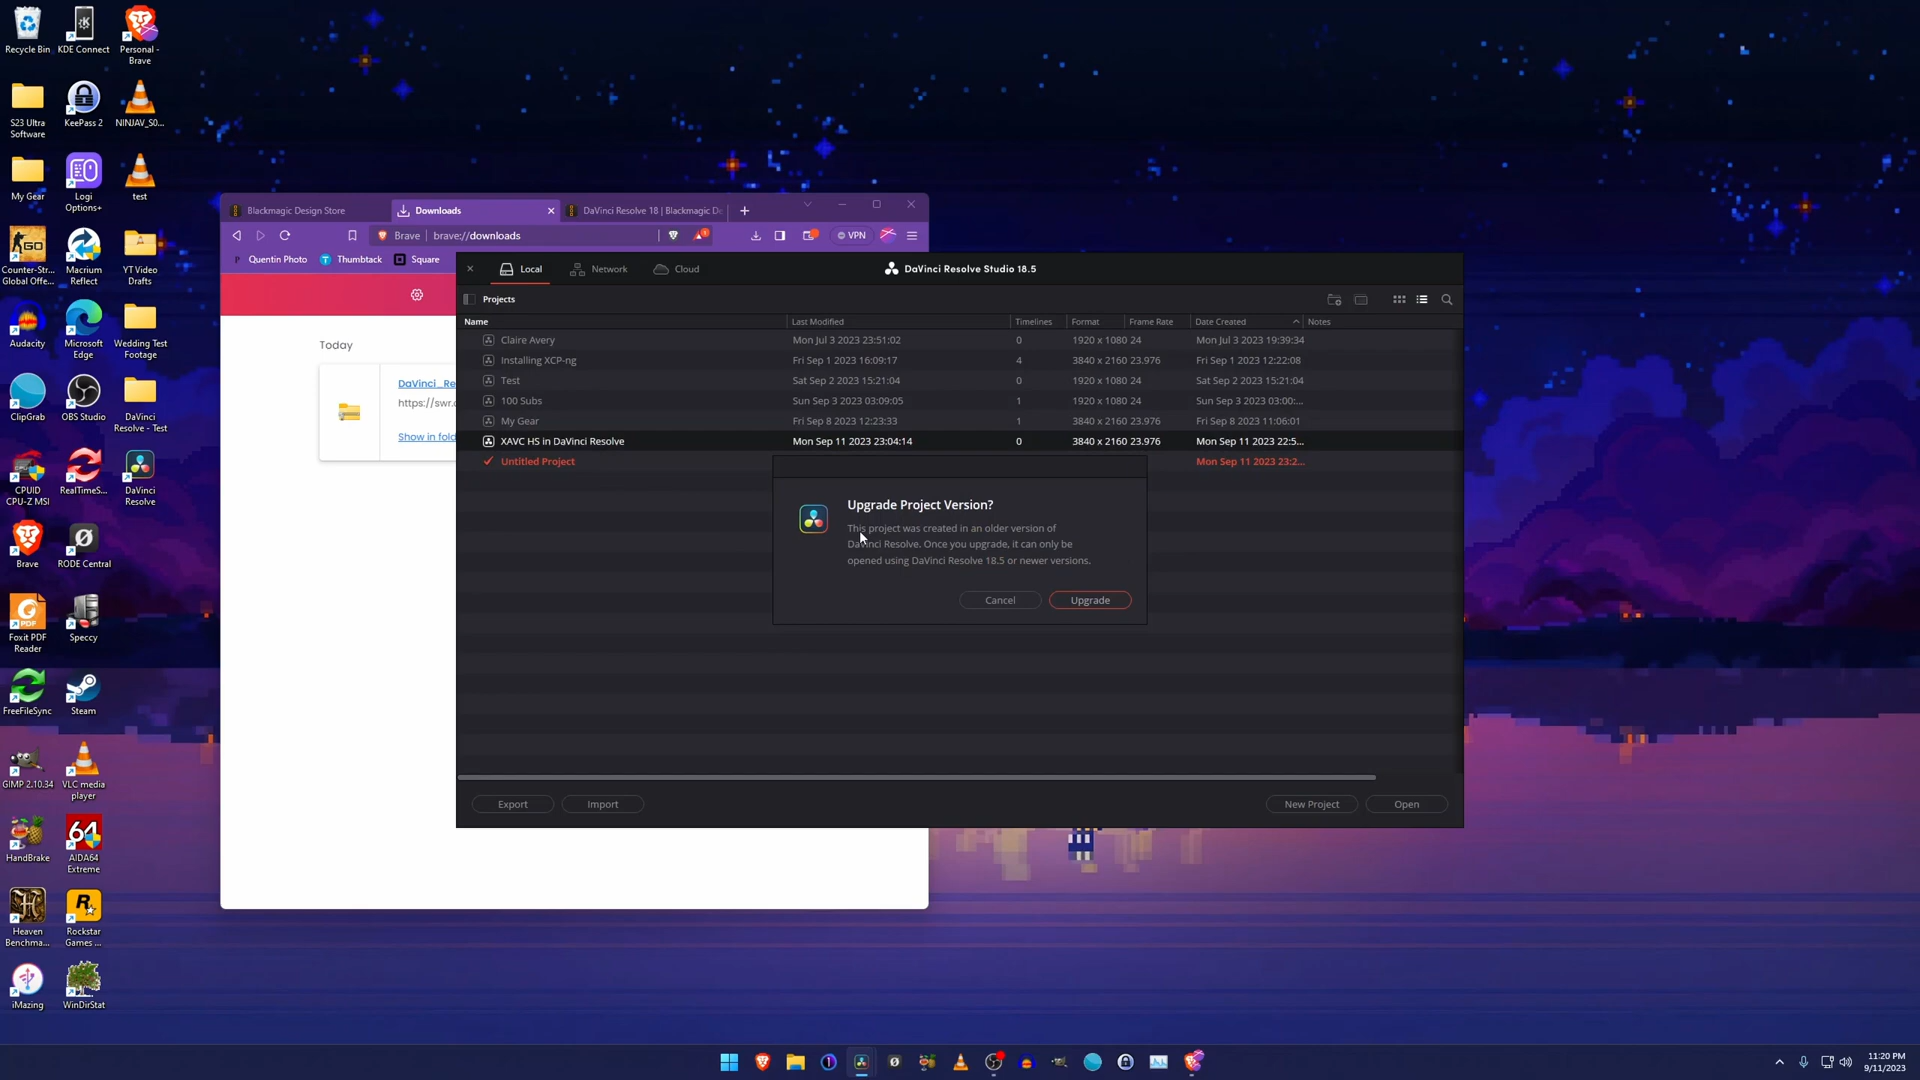 Recycle Bin
KDE Connect
Personal -
Brave
S23 Ultra
Software
KeePass 2
NINJAV_S0...
My Gear
Logi
Options+
test
Counter-Str...
Global Offe...
Macrium
Reflect
YT Video
Drafts
Audacity
Microsoft
Edge
Wedding Test
Footage
ClipGrab
OBS Studio
DaVinci
Resolve - Test
CPUID
CPU-Z MSI
RealTimeS...
DaVinci
Resolve
Brave
RODE Central
Foxit PDF
Reader
Speccy
FreeFileSync
Steam
GIMP 2.10.34
VLC media
player
HandBrake
64
AIDA64
Extreme
Heaven
Benchma...
Rockstar
Games ...
iMazing
WinDirStat
Blackmagic Design Store
Downloads
DaVinci Resolve 18 | Blackmagic De
Brave
brave://downloads
VPN
Quentin Photo
Thumbtack
Square
Today
DaVinci_Re
https://swr.c
Show in fold
Local
Network
Cloud
DaVinci Resolve Studio 18.5
Projects
Name Last Modified Timelines Format Frame Rate Date Created Notes
Claire Avery Mon Jul 3 2023 23:51:02 0 1920 x 1080 24 Mon Jul 3 2023 19:39:34
Installing XCP-ng Fri Sep 1 2023 16:09:17 4 3840 x 2160 23.976 Fri Sep 1 2023 12:22:08
Test Sat Sep 2 2023 15:21:04 0 1920 x 1080 24 Sat Sep 2 2023 15:21:04
100 Subs Sun Sep 3 2023 03:09:05 1 1920 x 1080 24 Sun Sep 3 2023 03:00:...
My Gear Fri Sep 8 2023 12:23:33 1 3840 x 2160 23.976 Fri Sep 8 2023 11:06:01
XAVC HS in DaVinci Resolve Mon Sep 11 2023 23:04:14 0 3840 x 2160 23.976 Mon Sep 11 2023 22:5...
Untitled Project Mon Sep 11 2023 23:2...
Upgrade Project Version?
This project was created in an older version of
DaVinci Resolve. Once you upgrade, it can only be
opened using DaVinci Resolve 18.5 or newer versions.
Cancel
Upgrade
Export
Import
New Project
Open
11:20 PM
9/11/2023